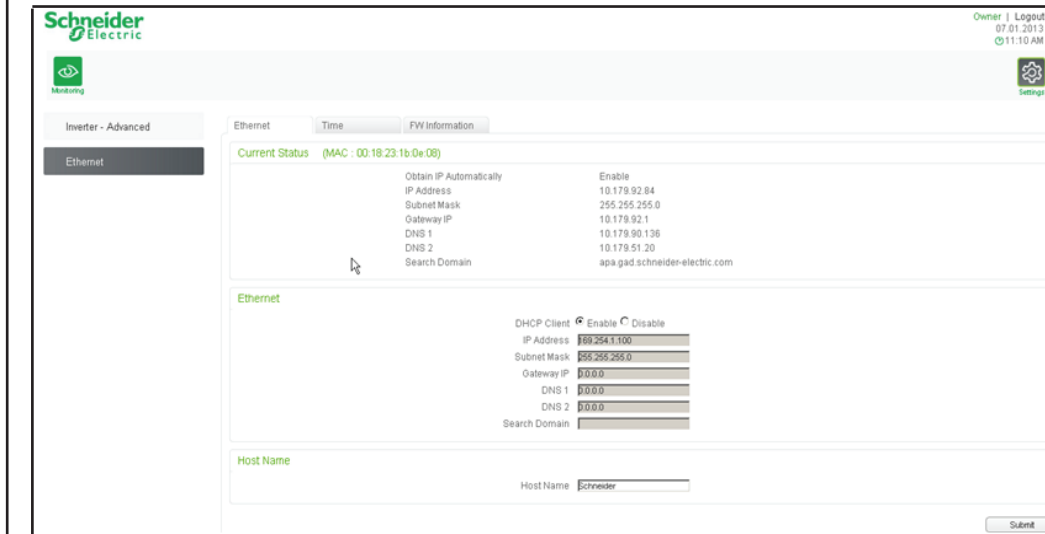 Schneider
Electric
Owner | Logout
07.01.2013
11:10 AM
Monitoring
Settings
Inverter - Advanced
Ethernet
Ethernet Time FW Information
Current Status (MAC : 00:18:23:1b:0e:08)
Obtain IP Automatically Enable
IP Address 10.179.92.84
Subnet Mask 255.255.255.0
Gateway IP 10.179.92.1
DNS 1 10.179.90.136
DNS 2 10.179.51.20
Search Domain apa.gad.schneider-electric.com
Ethernet
DHCP Client Enable Disable
IP Address 169.254.1.100
Subnet Mask 255.255.255.0
Gateway IP 0.0.0.0
DNS 1 0.0.0.0
DNS 2 0.0.0.0
Search Domain
Host Name
Host Name Schneider
Submit